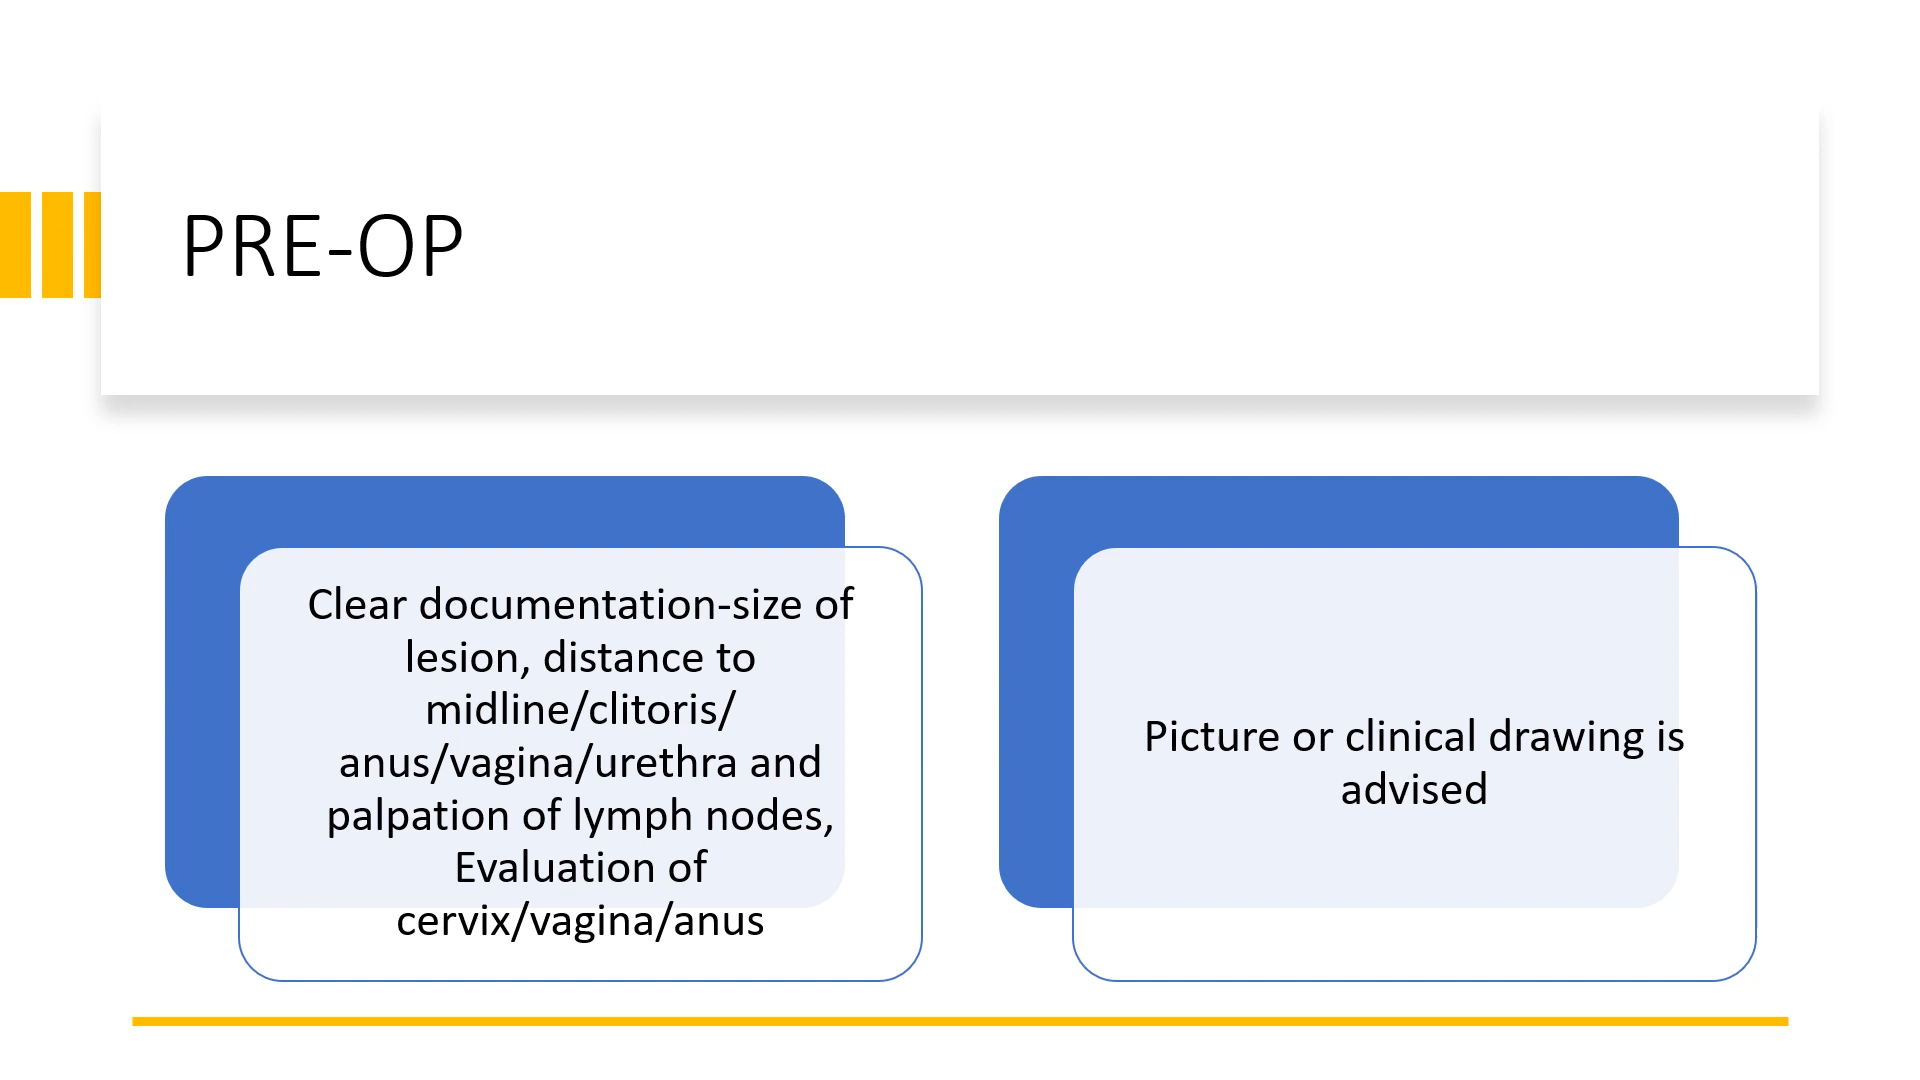 PRE-OP
Clear documentation-size of
lesion, distance to
midline/clitoris/
anus/vagina/urethra and
palpation of lymph nodes,
Evaluation of
cervix/vagina/anus
Picture or clinical drawing is
advised